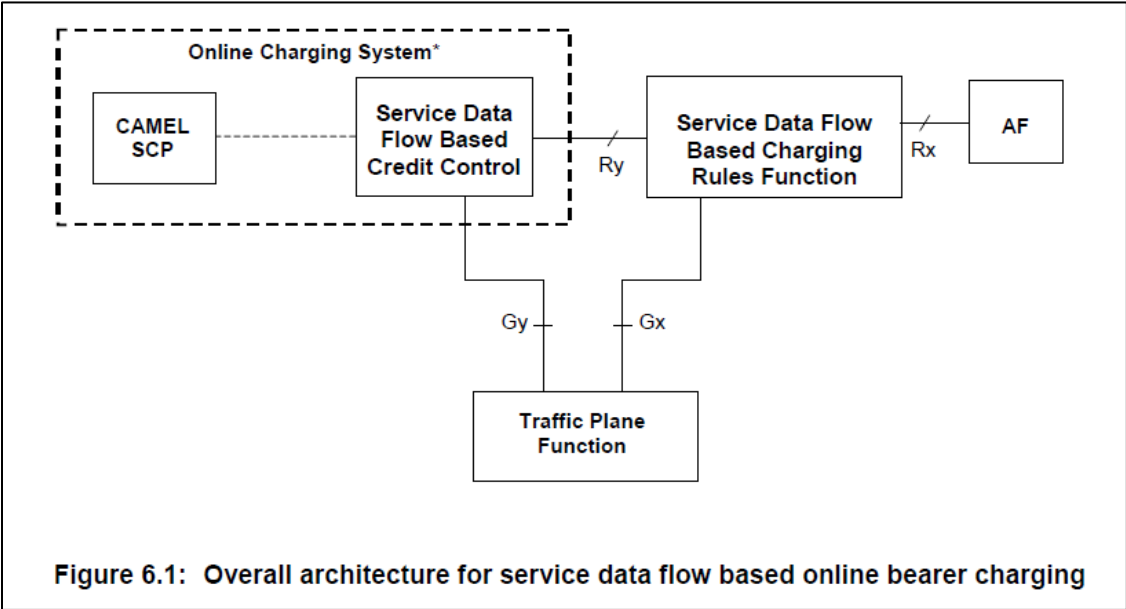 Online Charging System*
CAMEL
SCP
Service Data
Flow Based
Credit Control
Ry
Service Data Flow
Based Charging
Rules Function
Rx
AF
Gy
Gx
Traffic Plane
Function
Figure 6.1: Overall architecture for service data flow based online bearer charging